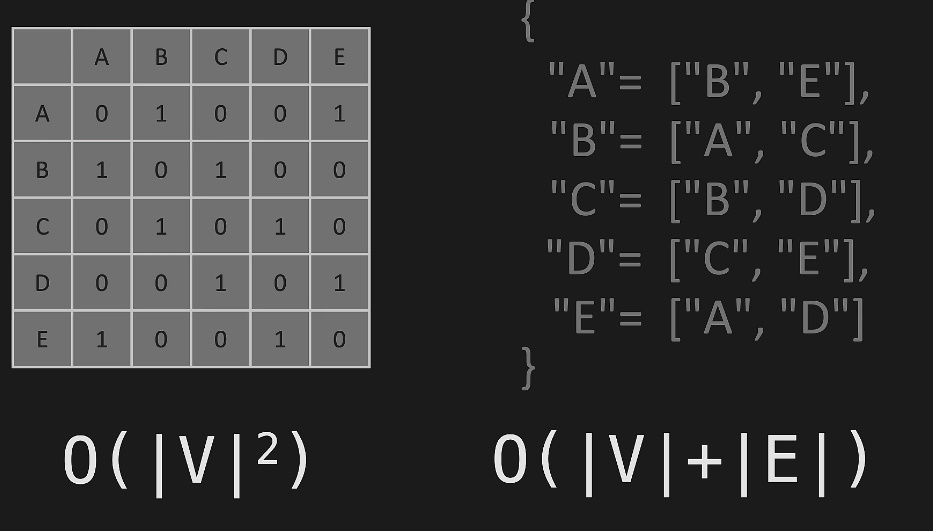 A B C D E
A 0 1 0 0 1
B 1 0 1 0 0
C 0 1 0 1 0
D 0 0 1 0 1
E 1 0 0 1 0
{
"A"= ["B", "E"],
"B"= ["A", "C"],
"C"= ["B", "D"],
"D"= ["C", "E"],
"E"= ["A", "D"]
}
O(|V|²)
O(|V|+|E|)